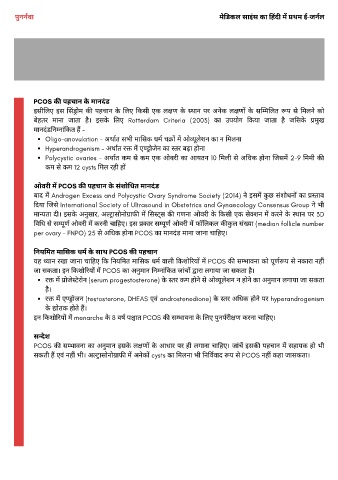 पुनर्नवा
मेडिकल साइंस का हिंदी में प्रथम ई-जर्नल
PCOS की पहचान के मानदंड
इसीलिए इस सिंड्रोम की पहचान के लिए किसी एक लक्षण के स्थान पर अनेक लक्षणों के सम्मिलित रूप से मिलने को
बेहतर माना जाता है। इसके लिए Rotterdam Criteria (2003) का उपयोग किया जाता है जिसके प्रमुख
मानदंडनिम्नांकित हैं -
• Oligo-anovulation - अर्थात सभी मासिक धर्म चक्रों में ओव्यूलेशन का न मिलना
• Hyperandrogenism - अर्थात रक्त में एण्ड्रोजेन का स्तर बढ़ा होना
• Polycystic ovaries - अर्थात कम से कम एक ओवरी का आयतन 10 मिली से अधिक होना जिसमें 2-9 मिमी की
कम से कम 12 cysts मिल रही हों
ओवरी में PCOS की पहचान के संशोधित मानदंड
बाद में Androgen Excess and Polycystic Ovary Syndrome Society (2014) ने इसमें कुछ संशोधनों का प्रस्ताव
दिया जिसे International Society of Ultrasound in Obstetrics and Gynaecology Consensus Group ने भी
मान्यता दी। इसके अनुसार, अल्ट्रासोनोग्राफी में सिस्ट्स की गणना ओवरी के किसी एक सेक्शन में करने के स्थान पर 3D
विधि से सम्पूर्ण ओवरी में करनी चाहिए। इस प्रकार सम्पूर्ण ओवरी में फॉलिकल की कुल संख्या (median follicle number
per ovary - FNPO) 25 से अधिक होना PCOS का मानदंड माना जाना चाहिए।
नियमित मासिक धर्म के साथ PCOS की पहचान
यह ध्यान रखा जाना चाहिए कि नियमित मासिक धर्म वाली किशोरियों में PCOS की सम्भावना को पूर्णरूप से नकारा नहीं
जा सकता। इन किशोरियों में PCOS का अनुमान निम्नांकित जांचों द्वारा लगाया जा सकता है।
• रक्त में प्रोजेस्टेरोन (serum progesterone) के स्तर कम होने से ओव्यूलेशन न होने का अनुमान लगाया जा सकता
है।
• रक्त में एण्ड्रोजन (testosterone, DHEAS एवं androstenedione) के स्तर अधिक होने पर hyperandrogenism
के द्योतक होते हैं।
इन किशोरियों में menarche के 8 वर्ष पश्चात PCOS की सम्भावना के लिए पुनर्परीक्षण करना चाहिए।
सन्देश
PCOS की सम्भावना का अनुमान इसके लक्षणों के आधार पर ही लगाना चाहिए। जांचें इसकी पहचान में सहायक हो भी
सकती हैं एवं नहीं भी। अल्ट्रासोनोग्राफी में अनेकों cysts का मिलना भी निर्विवाद रूप से PCOS नहीं कहा जासकता।